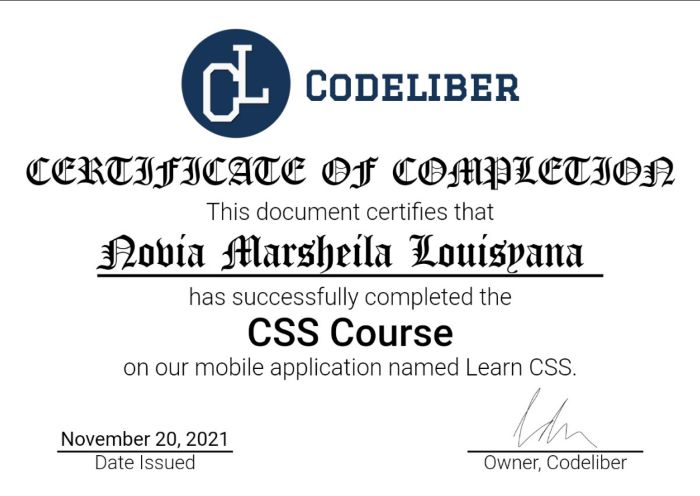 CL
CODELIBER
CERTIFICATE OF COMPLETION
This document certifies that
Novia Marsheila Louisyana
has successfully completed the
CSS Course
on our mobile application named Learn CSS.
November 20, 2021
Date Issued
Owner, Codeliber